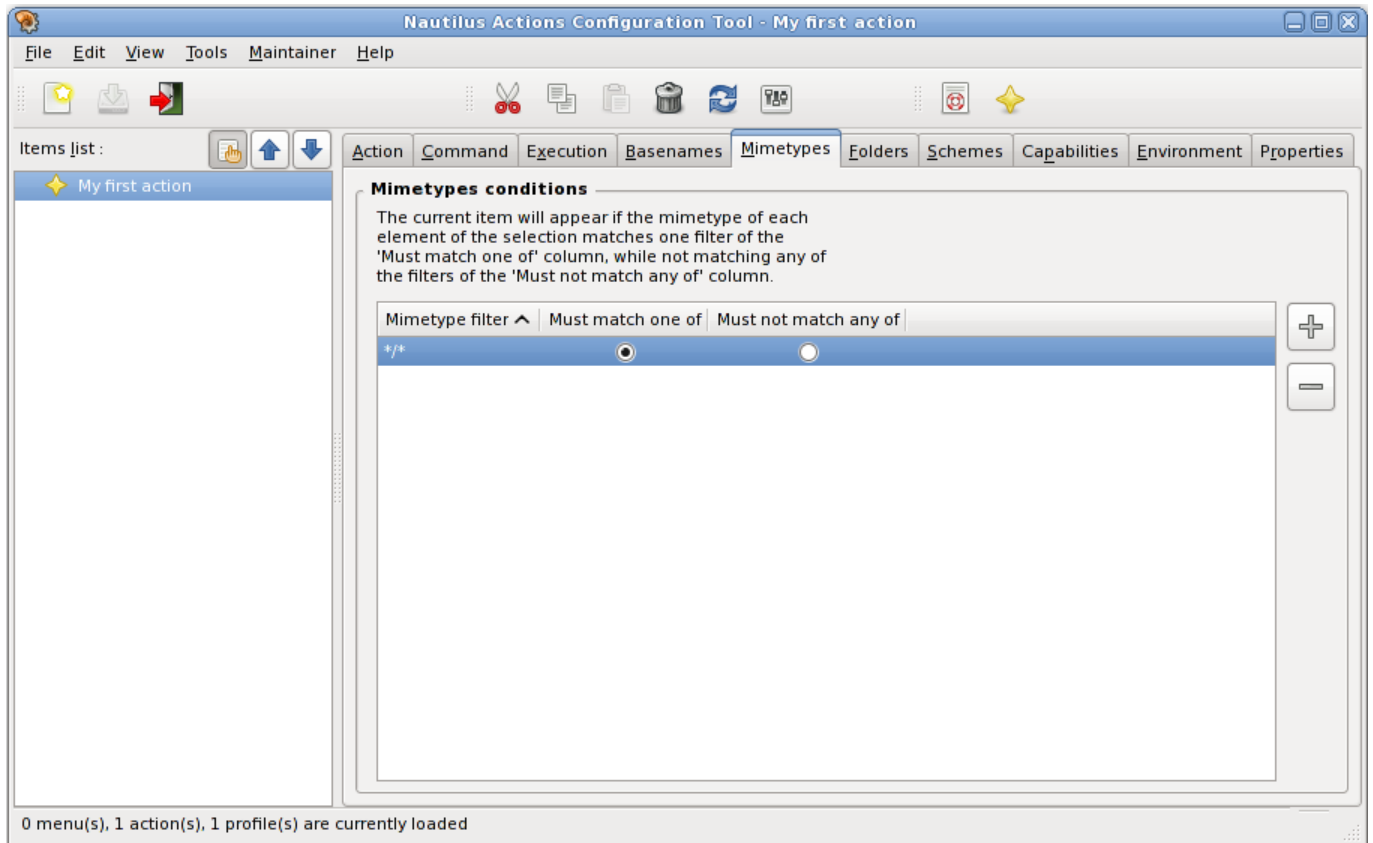 Nautilus Actions Configuration Tool - My first action
File Edit View Tools Maintainer Help
Items list :
Action Command Execution Basenames Mimetypes Folders Schemes Capabilities Environment Properties
My first action
Mimetypes conditions
The current item will appear if the mimetype of each
element of the selection matches one filter of the
'Must match one of' column, while not matching any of
the filters of the 'Must not match any of' column.
Mimetype filter Must match one of Must not match any of
*/*
0 menu(s), 1 action(s), 1 profile(s) are currently loaded